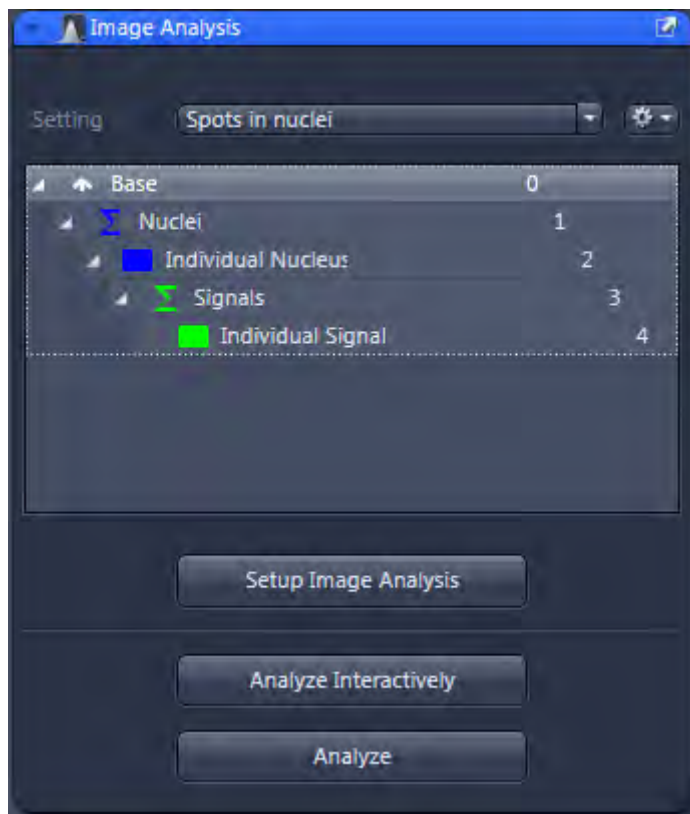 Image Analysis
Setting Spots in nuclei
Base 0
Nuclei 1
Individual Nucleus 2
Signals 3
Individual Signal 4
Setup Image Analysis
Analyze Interactively
Analyze